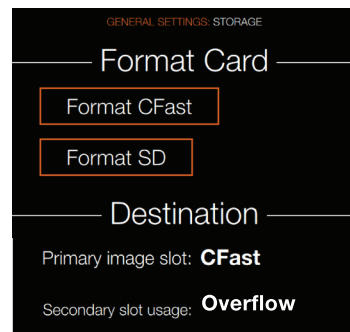 GENERAL SETTINGS: STORAGE
Format Card
Format CFast
Format SD
Destination
Primary image slot: CFast
Secondary slot usage: Overflow